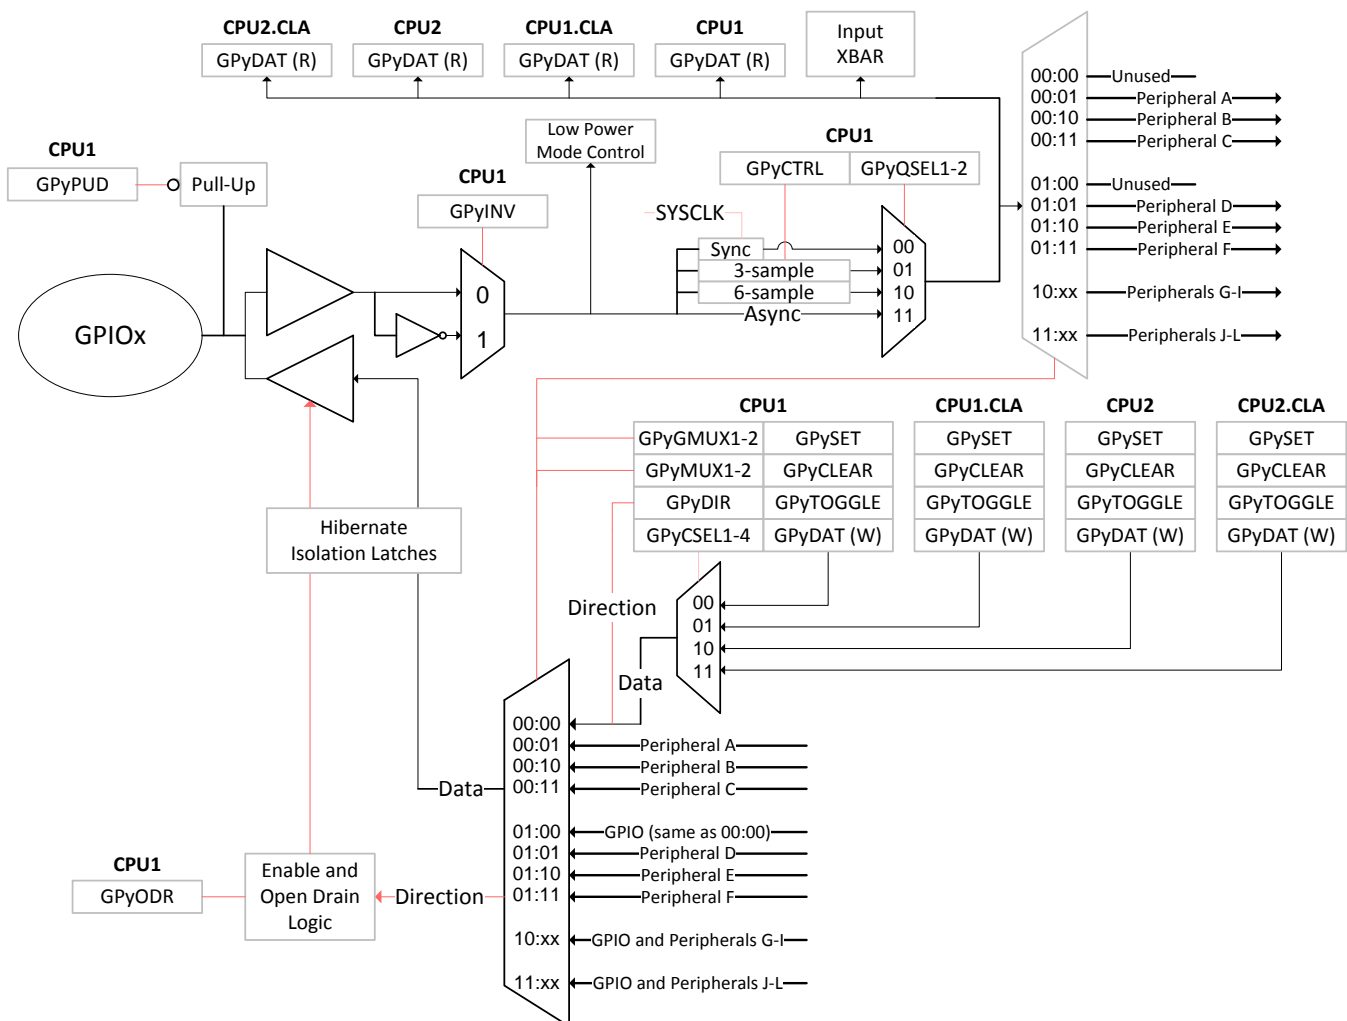 CPU2.CLA
CPU2
CPU1.CLA
CPU1
GPyDAT (R)
GPyDAT (R)
GPyDAT (R)
GPyDAT (R)
Input
XBAR
00:00
Unused
00:01
Peripheral A
00:10
Peripheral B
00:11
Peripheral C
01:00
Unused
01:01
Peripheral D
01:10
Peripheral E
01:11
Peripheral F
10:xx
Peripherals G-I
11:xx
Peripherals J-L
CPU1
GPyPUD
Pull-Up
CPU1
GPyINV
Low Power
Mode Control
CPU1
GPyCTRL
GPyQSEL1-2
SYSCLK
Sync
3-sample
6-sample
Async
00
01
10
11
0
1
GPIOx
CPU1
CPU1.CLA
CPU2
CPU2.CLA
GPyGMUX1-2
GPySET
GPySET
GPySET
GPySET
GPyMUX1-2
GPyCLEAR
GPyCLEAR
GPyCLEAR
GPyCLEAR
GPyDIR
GPyTOGGLE
GPyTOGGLE
GPyTOGGLE
GPyTOGGLE
GPyCSEL1-4
GPyDAT (W)
GPyDAT (W)
GPyDAT (W)
GPyDAT (W)
Hibernate
Isolation Latches
Direction
00
01
10
11
Data
00:00
00:01
Peripheral A
00:10
Peripheral B
00:11
Peripheral C
Data
01:00
GPIO (same as 00:00)
01:01
Peripheral D
01:10
Peripheral E
01:11
Peripheral F
10:xx
GPIO and Peripherals G-I
11:xx
GPIO and Peripherals J-L
CPU1
GPyODR
Enable and
Open Drain
Logic
Direction